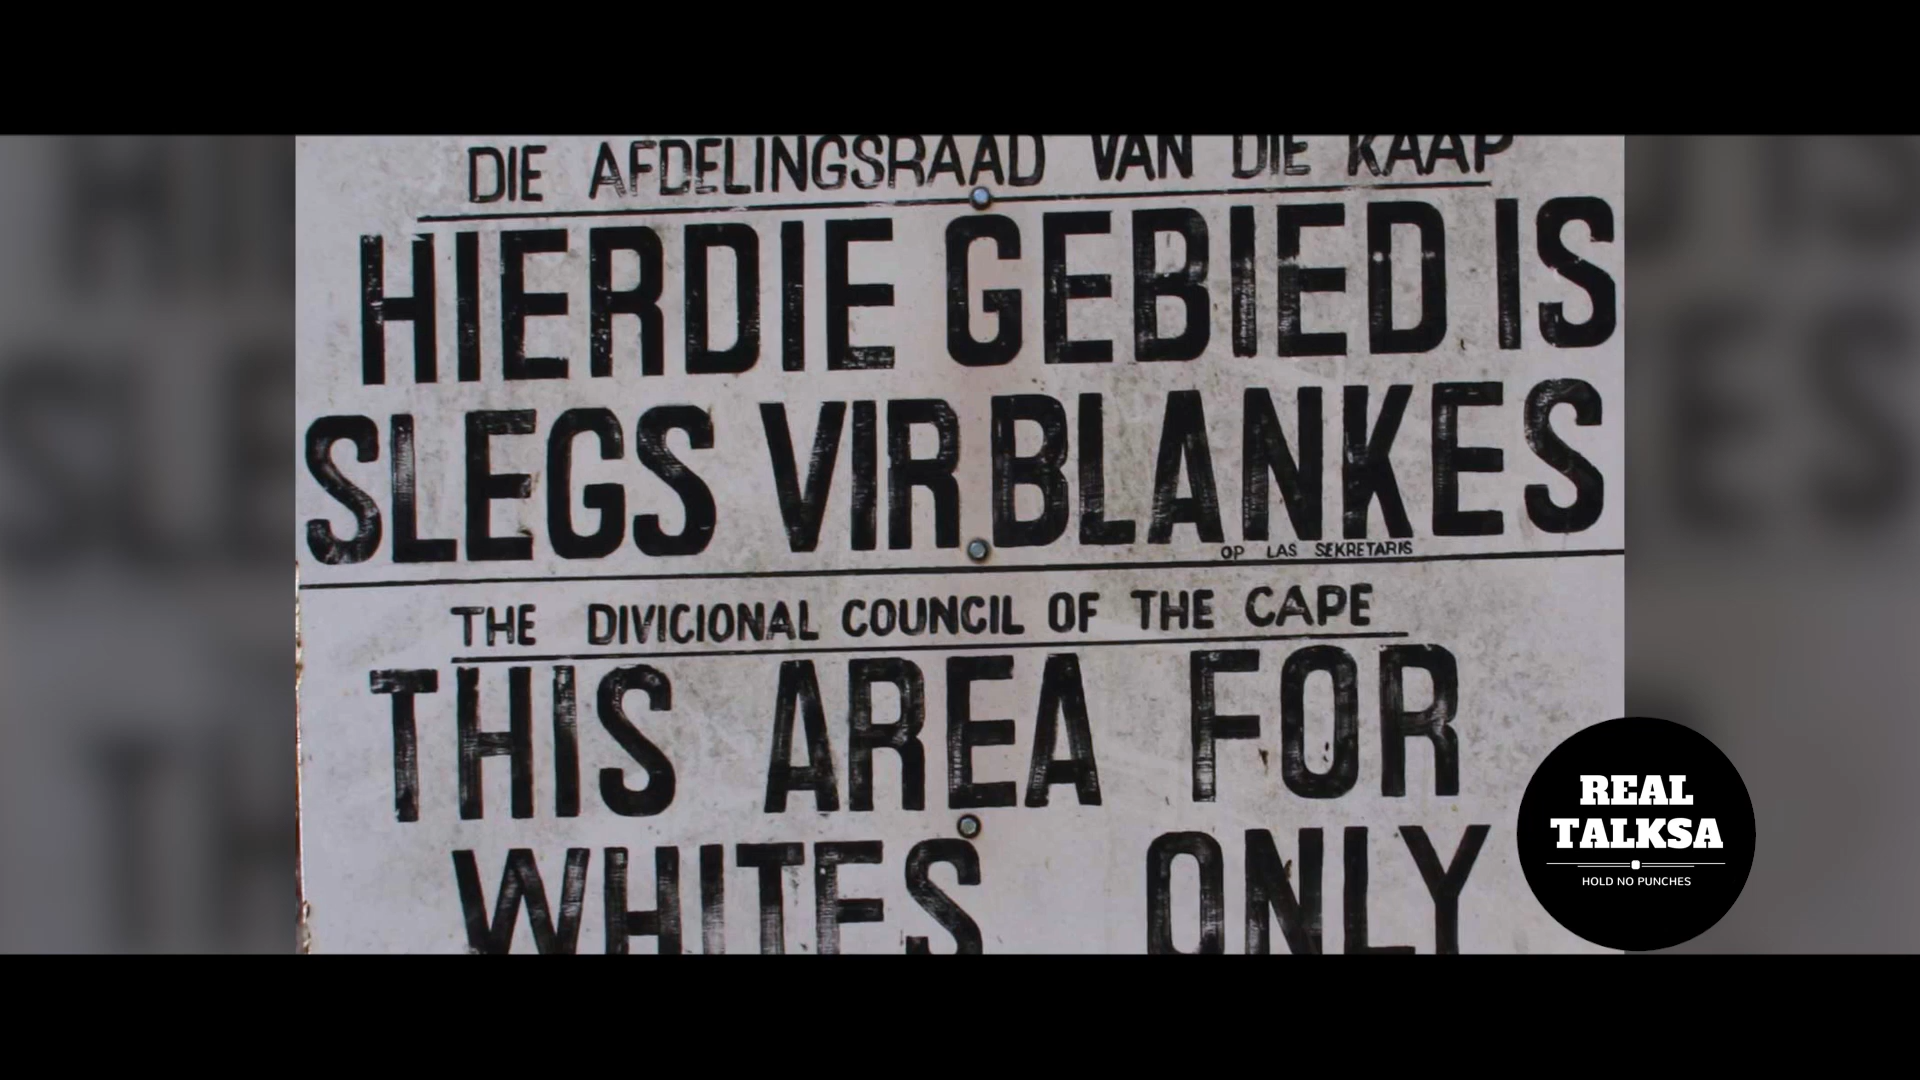 DIE AFDELINGSRAAD VAN DIE KAAP
HIERDIE GEBIED IS
SLEGS VIR BLANKES
OP LAS SEKRETARIS
THE DIVICIONAL COUNCIL OF THE CAPE
THIS AREA FOR
WHITES ONLY
REAL
TALKSA
HOLD NO PUNCHES